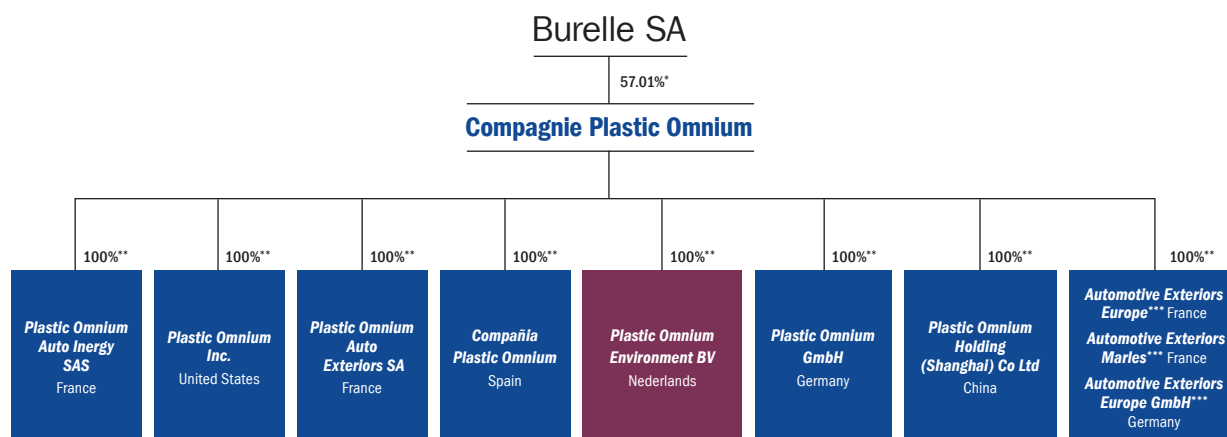 Burelle SA
57.01%*
Compagnie Plastic Omnium
100%**
100%**
100%**
100%**
100%**
100%**
100%**
100%**
Plastic Omnium
Auto Inergy
SAS
France
Plastic Omnium
Inc.
United States
Plastic Omnium
Auto
Exteriors SA
France
Compañia
Plastic Omnium
Spain
Plastic Omnium
Environment BV
Nederlands
Plastic Omnium
GmbH
Germany
Plastic Omnium
Holding
(Shanghai) Co Ltd
China
Automotive Exteriors
Europe*** France
Automotive Exteriors
Marles*** France
Automotive Exteriors
Europe GmbH***
Germany